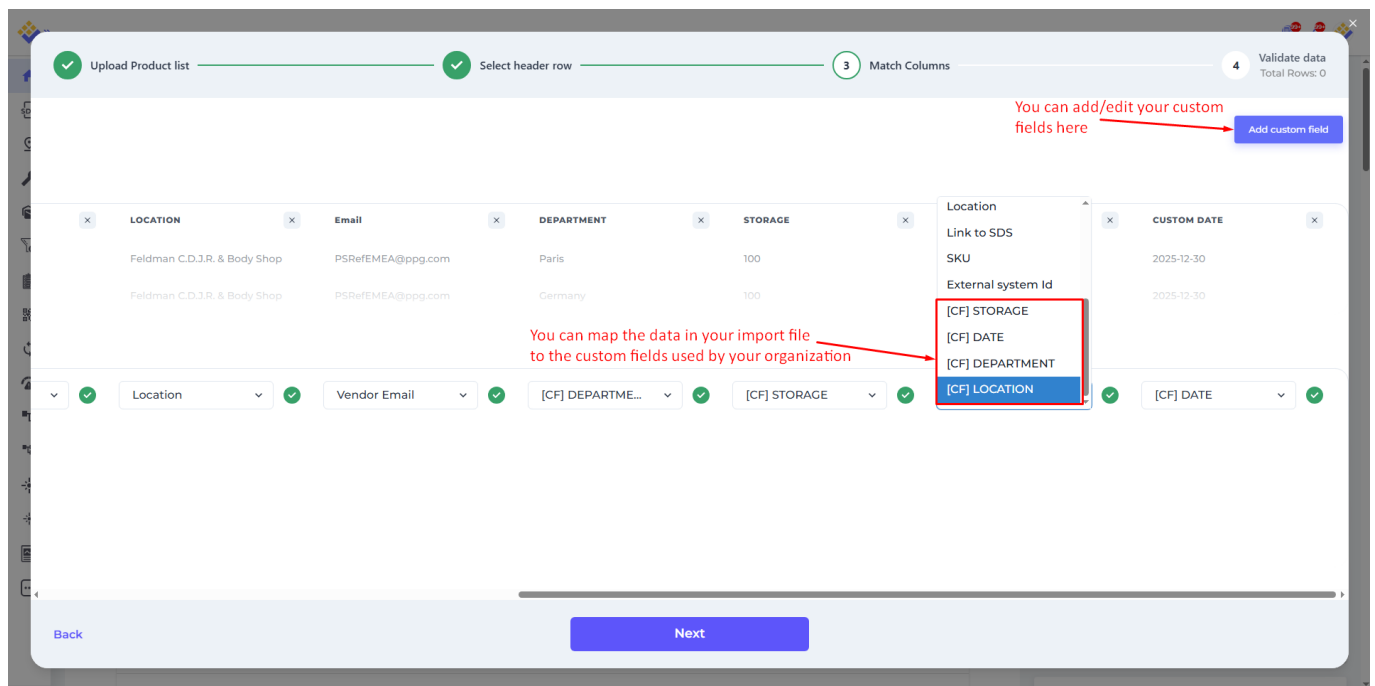 Upload Product list
Select header row
3
Match Columns
4
Validate data
Total Rows: 0
You can add/edit your custom
fields here
Add custom field
LOCATION
Email
DEPARTMENT
STORAGE
CUSTOM DATE
Feldman C.D.J.R. & Body Shop
PSRefEMEA@ppg.com
Paris
100
2025-12-30
Feldman C.D.J.R. & Body Shop
PSRefEMEA@ppg.com
Germany
100
2025-12-30
Location
Link to SDS
SKU
External system Id
[CF] STORAGE
[CF] DATE
[CF] DEPARTMENT
[CF] LOCATION
You can map the data in your import file
to the custom fields used by your organization
Location
Vendor Email
[CF] DEPARTME...
[CF] STORAGE
[CF] DATE
Back
Next